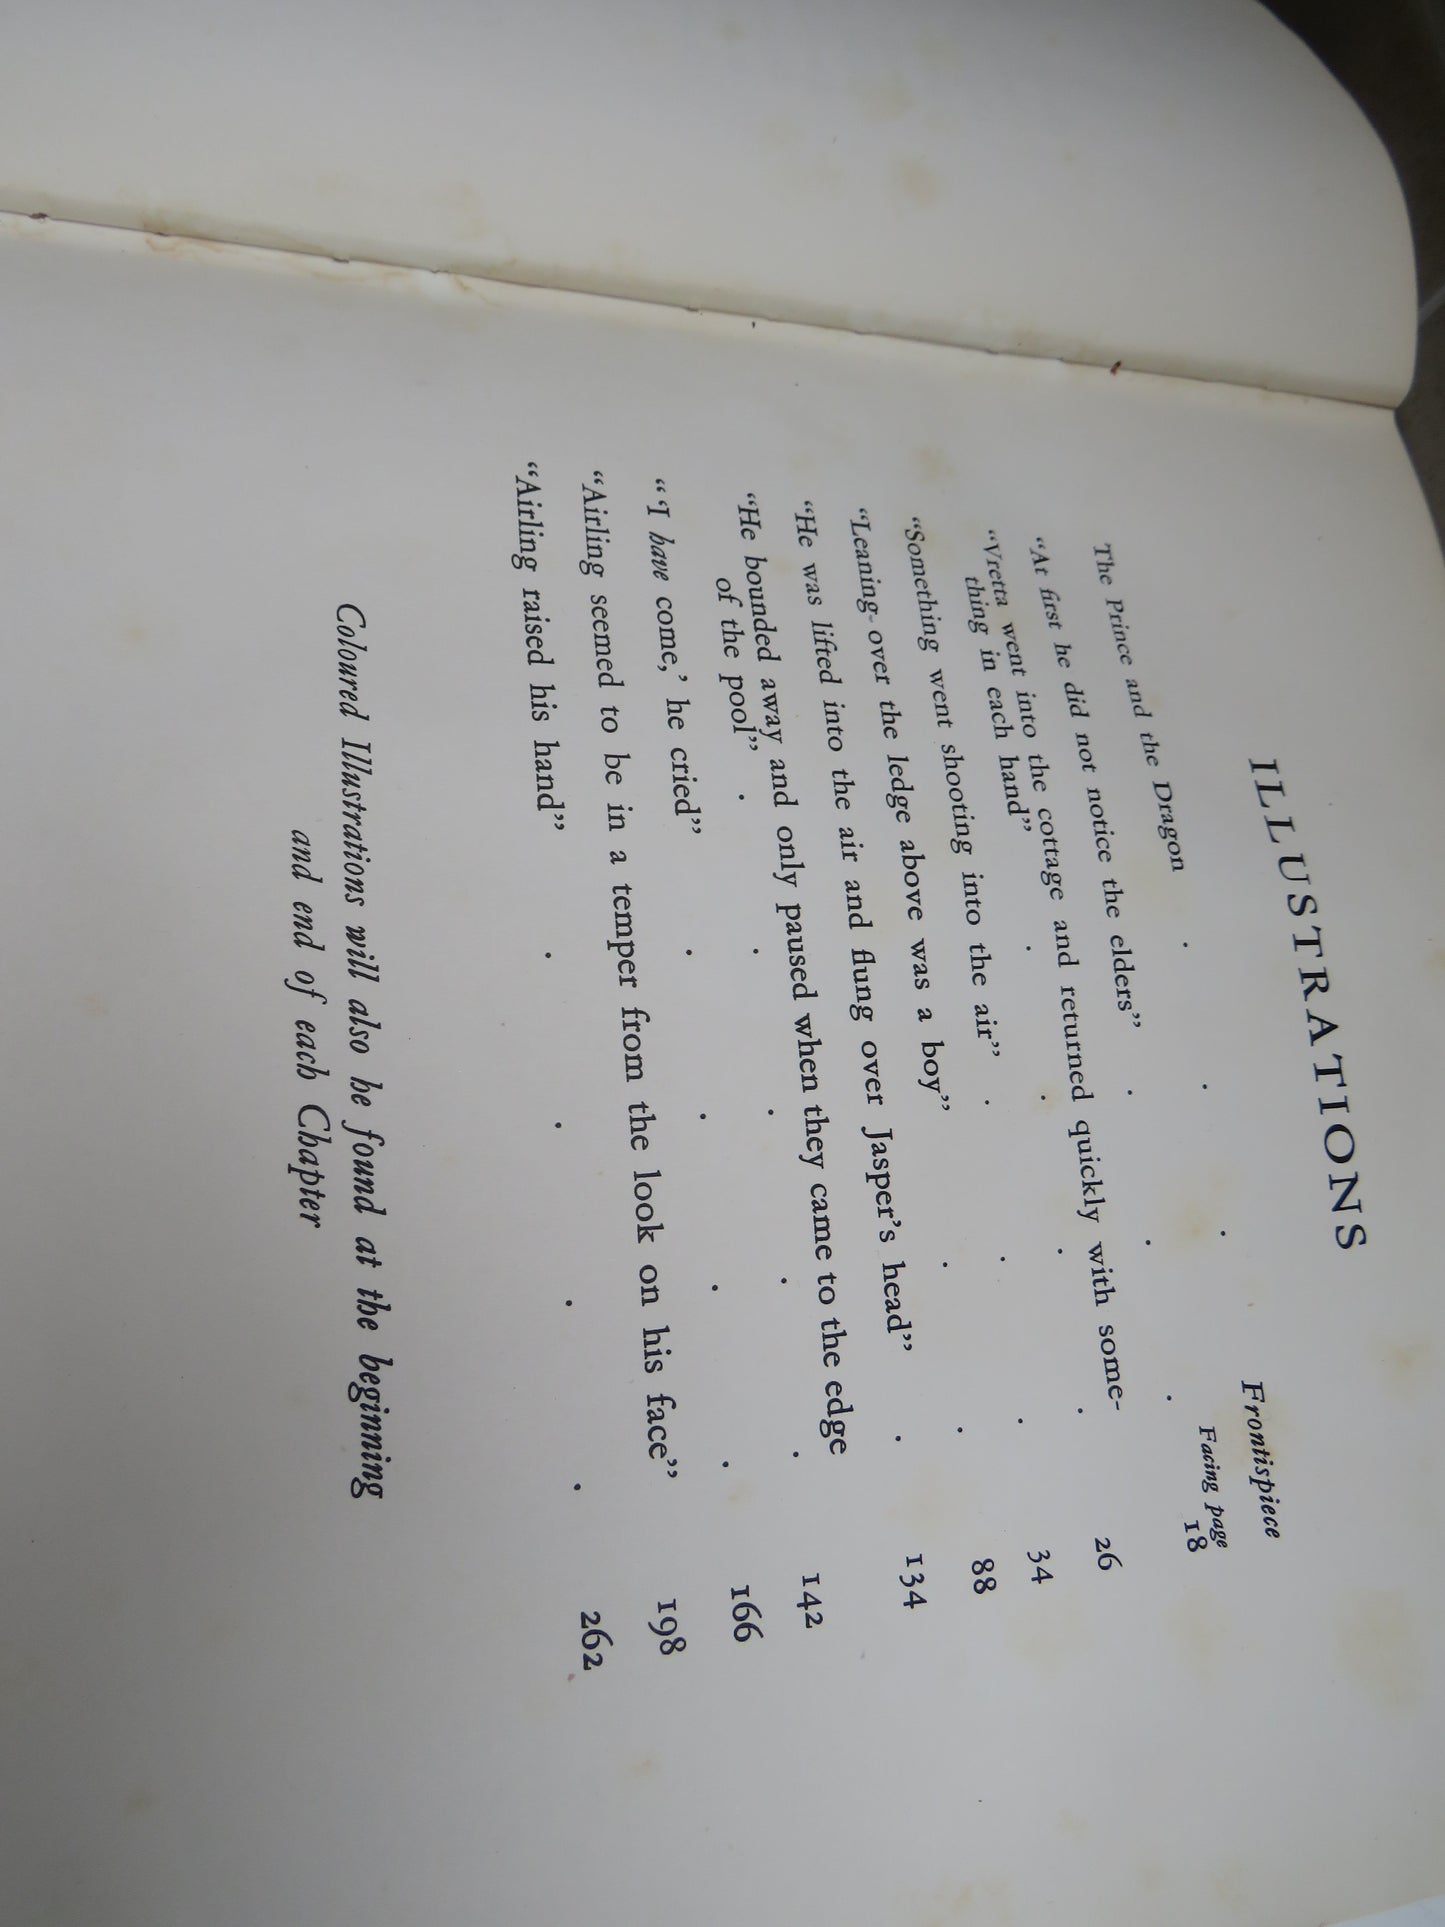 ILLUSTRATIONS
The Prince and the Dragon . . . Frontispiece
Facing page
“At first he did not notice the elders” . . . 18
“Vretta went into the cottage and returned quickly with some-
thing in each hand” . . . . 26
“Something went shooting into the air” . . . 34
“Leaning over the ledge above was a boy” . . 88
“He was lifted into the air and flung over Jasper’s head” . 134
“He bounded away and only paused when they came to the edge
of the pool” . . . . . 142
“ ‘I have come,’ he cried” . . . . 166
“Airling seemed to be in a temper from the look on his face” 198
“Airling raised his hand” . . . . 262
Coloured Illustrations will also be found at the beginning
and end of each Chapter